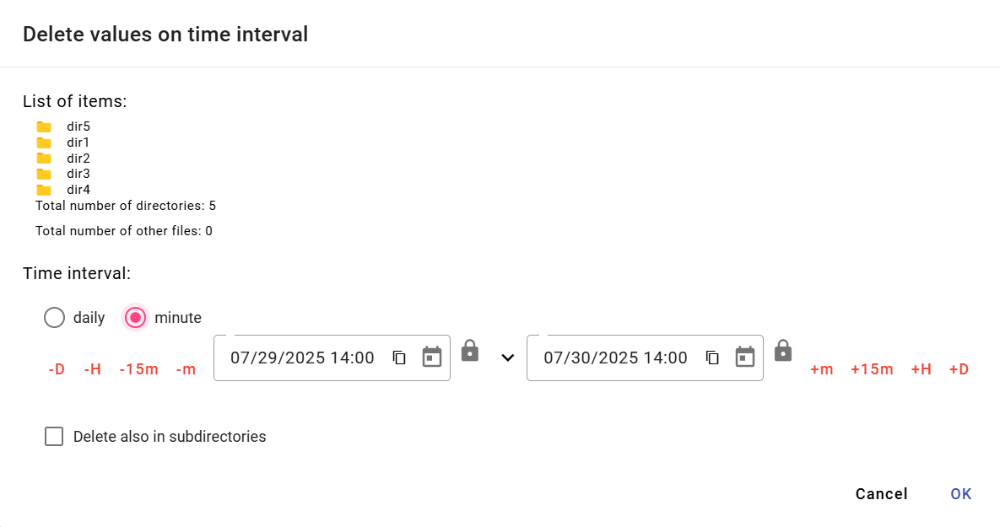 Delete values on time interval
List of items:
dir5
dir1
dir2
dir3
dir4
Total number of directories: 5
Total number of other files: 0
Time interval:
daily minute
-D -H -15m -m 07/29/2025 14:00 07/30/2025 14:00 +m +15m +H +D
Delete also in subdirectories
Cancel OK